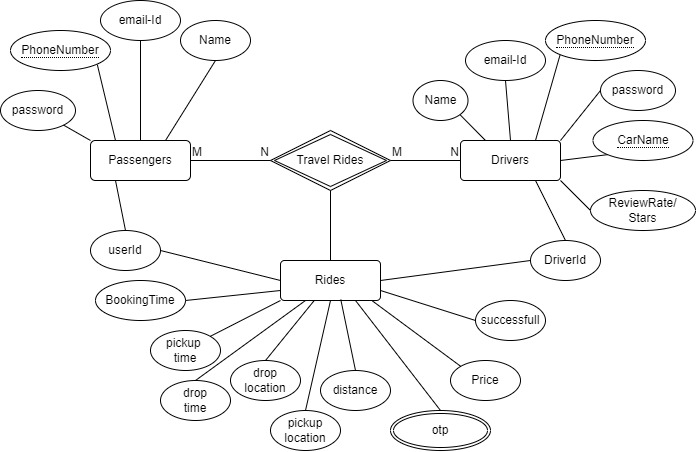 email-Id
Name
PhoneNumber
password
Passengers
M
N
Travel Rides
M
N
Drivers
Name
email-Id
PhoneNumber
password
CarName
ReviewRate/
Stars
DriverId
userId
Rides
BookingTime
pickup
time
drop
time
drop
location
pickup
location
distance
otp
Price
successfull